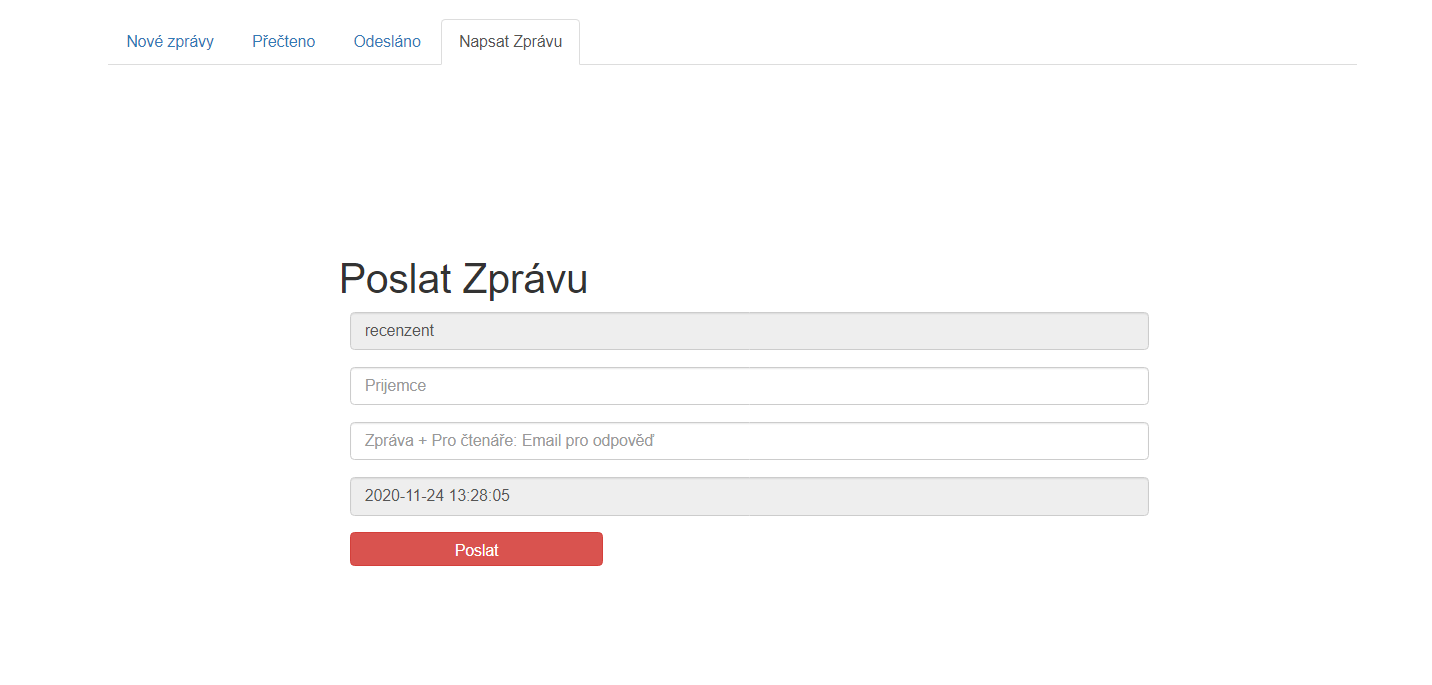 Nové zprávy Přečteno Odesláno Napsat Zprávu
Poslat Zprávu
recenzent
Prijemce
Zpráva + Pro čtenáře: Email pro odpověď
2020-11-24 13:28:05
Poslat